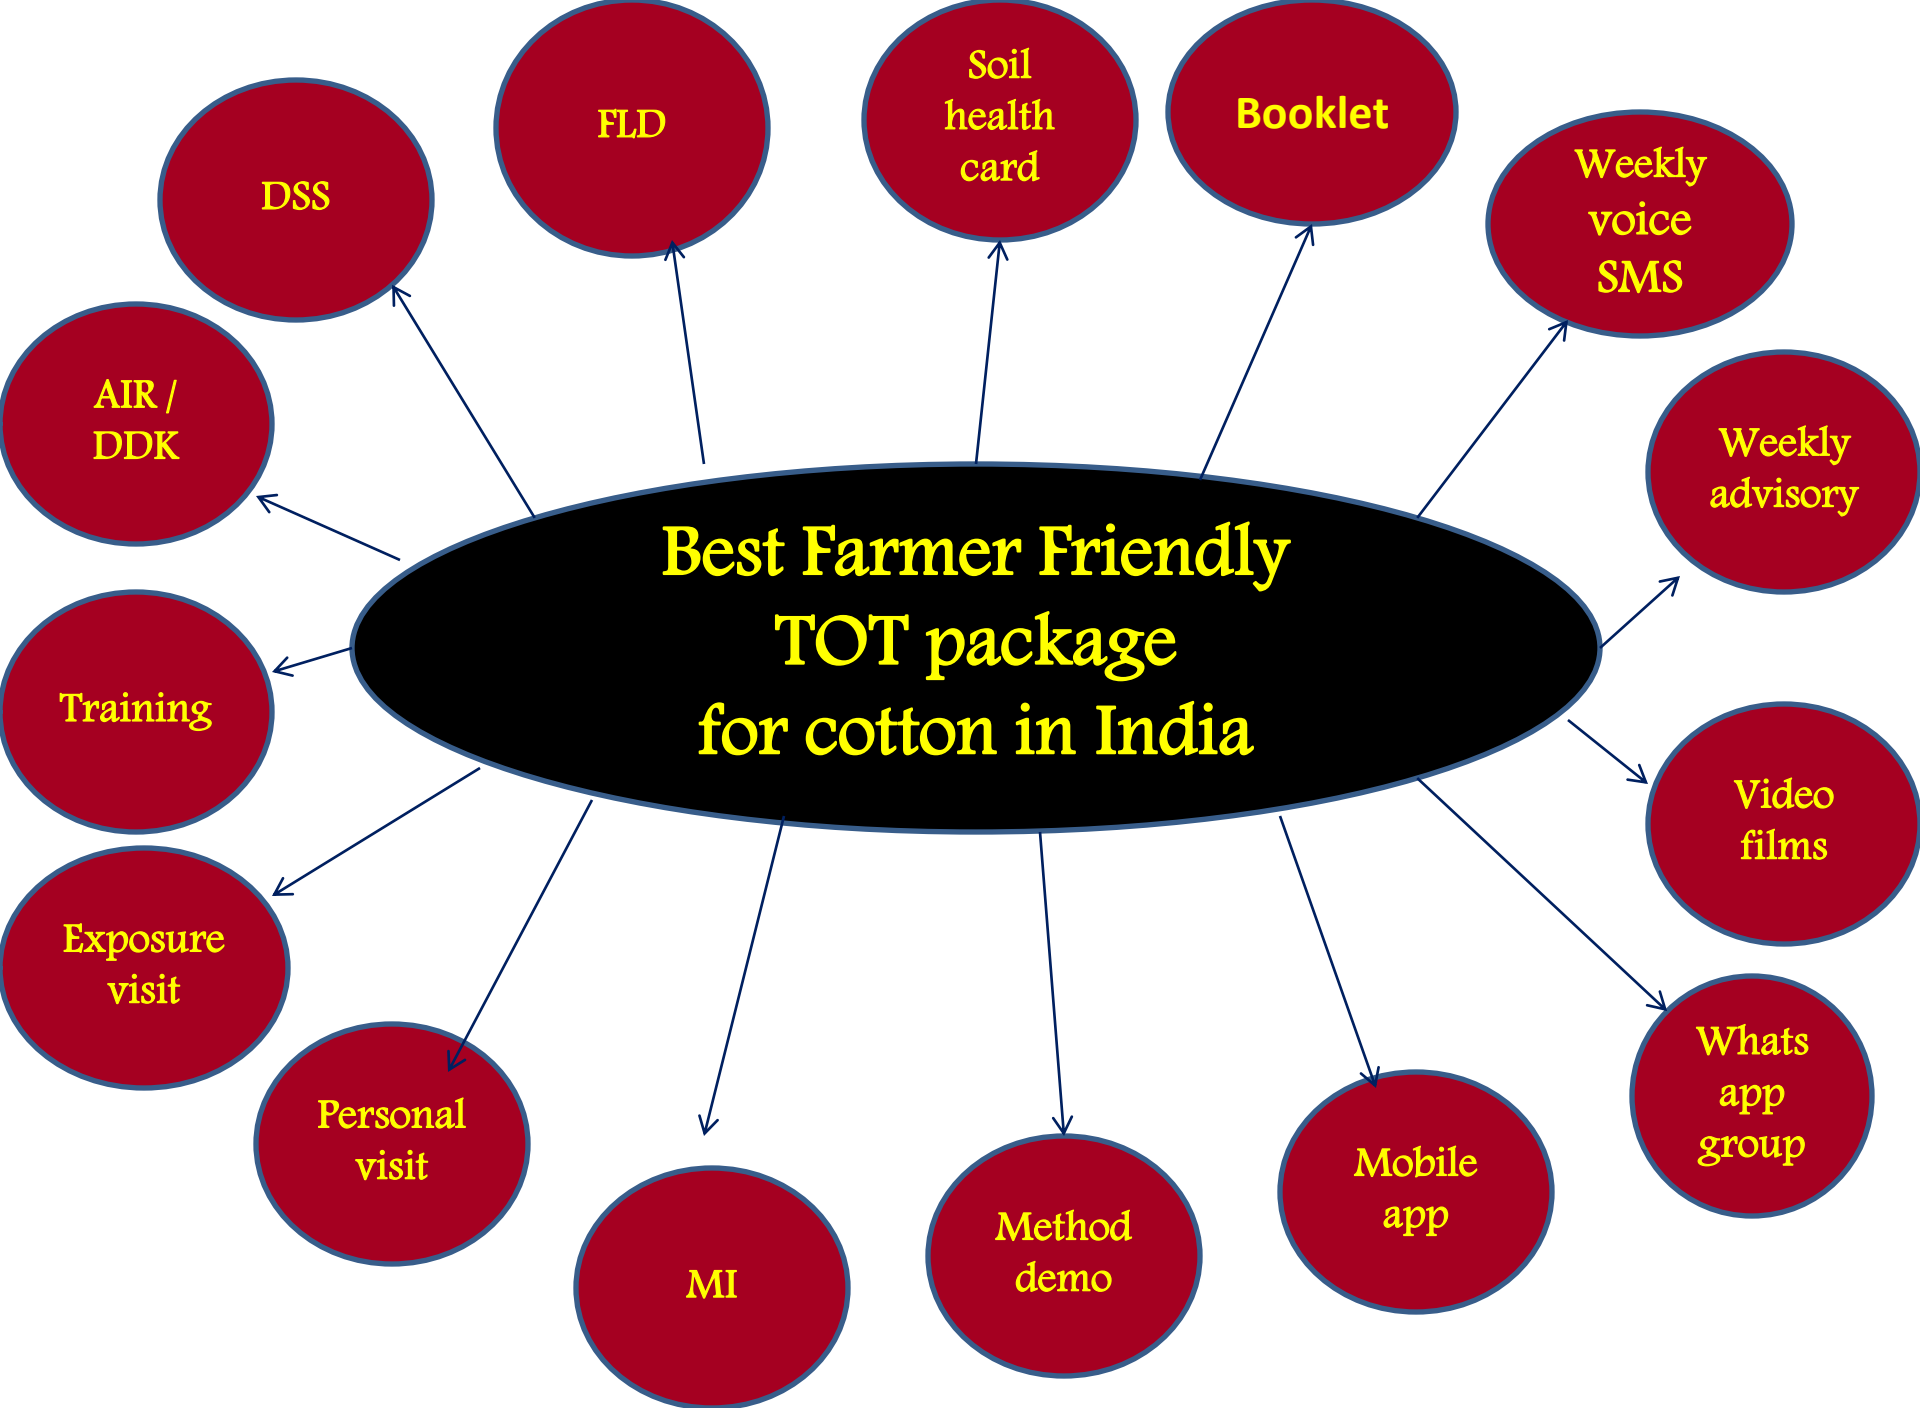 DSS
FLD
Soil
health
card
Booklet
Weekly
voice
SMS
AIR /
DDK
Weekly
advisory
Best Farmer Friendly
TOT package
for cotton in India
Training
Video
films
Exposure
visit
Whats
app
group
Personal
visit
Mobile
app
Method
demo
MI